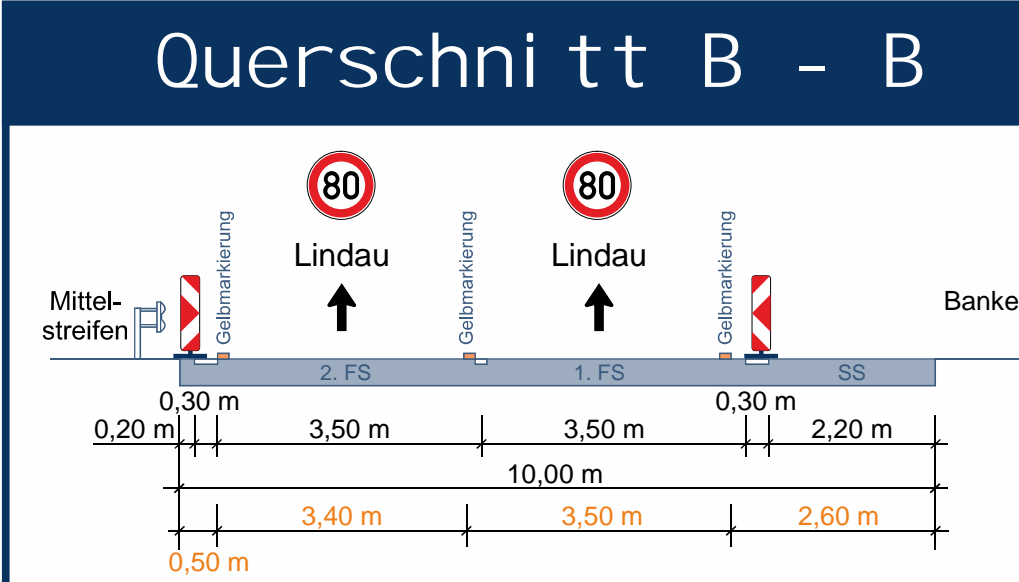 Querschnitt B - B
80
80
Lindau
Lindau
Gelbmarkierung
Gelbmarkierung
Gelbmarkierung
Mittel-
streifen
Banke
2. FS
1. FS
SS
0,30 m
0,30 m
0,20 m
3,50 m
3,50 m
2,20 m
10,00 m
3,40 m
3,50 m
2,60 m
0,50 m